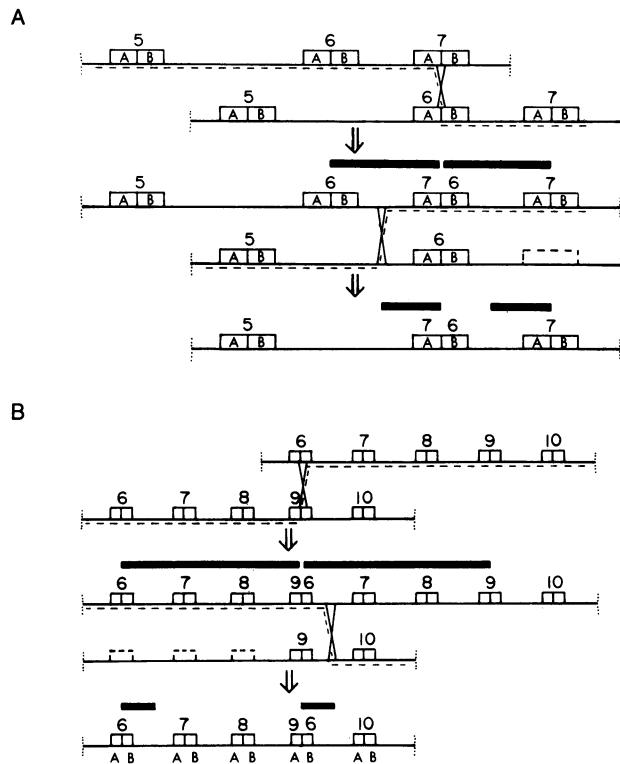 A
5 6 7
A B A B A B
5 6 7
A B A B A B
5 6 7 6 7
A B A B A B A B
5 6
A B A B
5 7 6 7
A B A B A B
B
6 7 8 9 10
6 7 8 9 10
6 7 8 9 6 7 8 9 10
9 10
6 7 8 9 6 10
A B A B A B A B A B